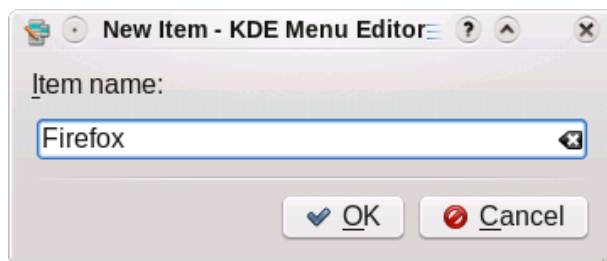 New Item - KDE Menu Editor
Item name:
Firefox
OK
Cancel